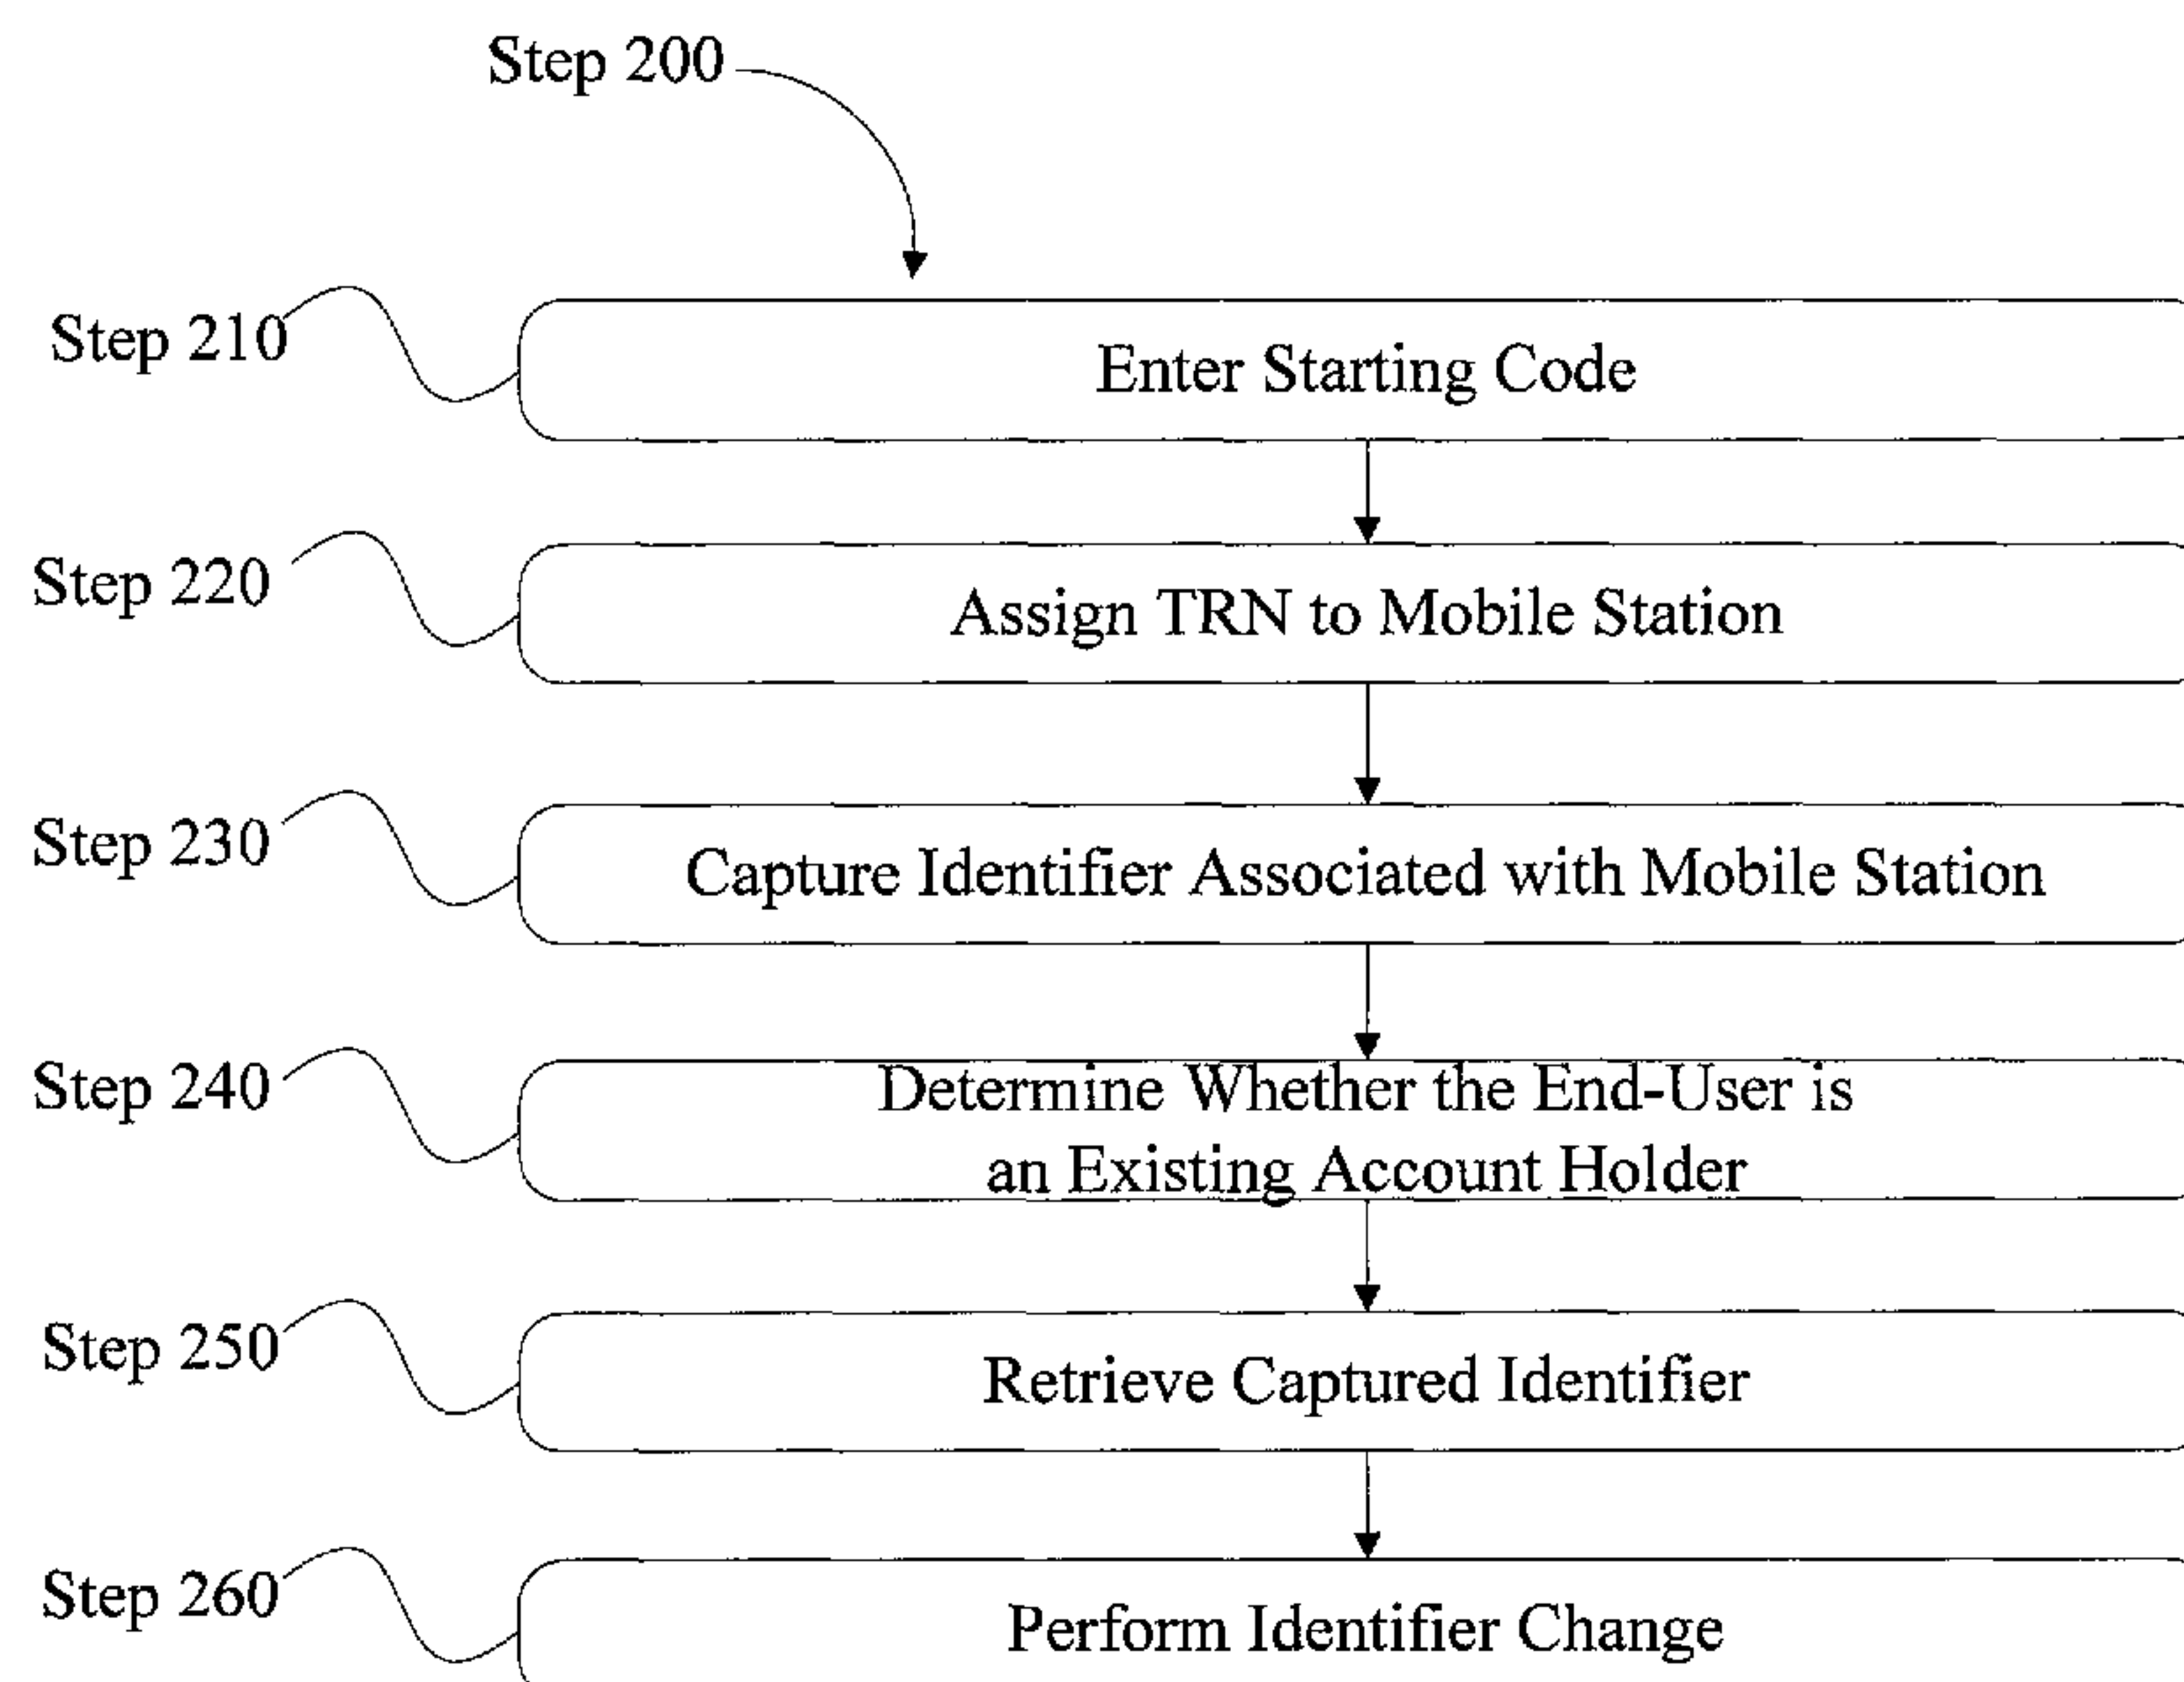 Step 200
Step 210
Enter Starting Code
Step 220
Assign TRN to Mobile Station
Step 230
Capture Identifier Associated with Mobile Station
Step 240
Determine Whether the End-User is
an Existing Account Holder
Step 250
Retrieve Captured Identifier
Step 260
Perform Identifier Change